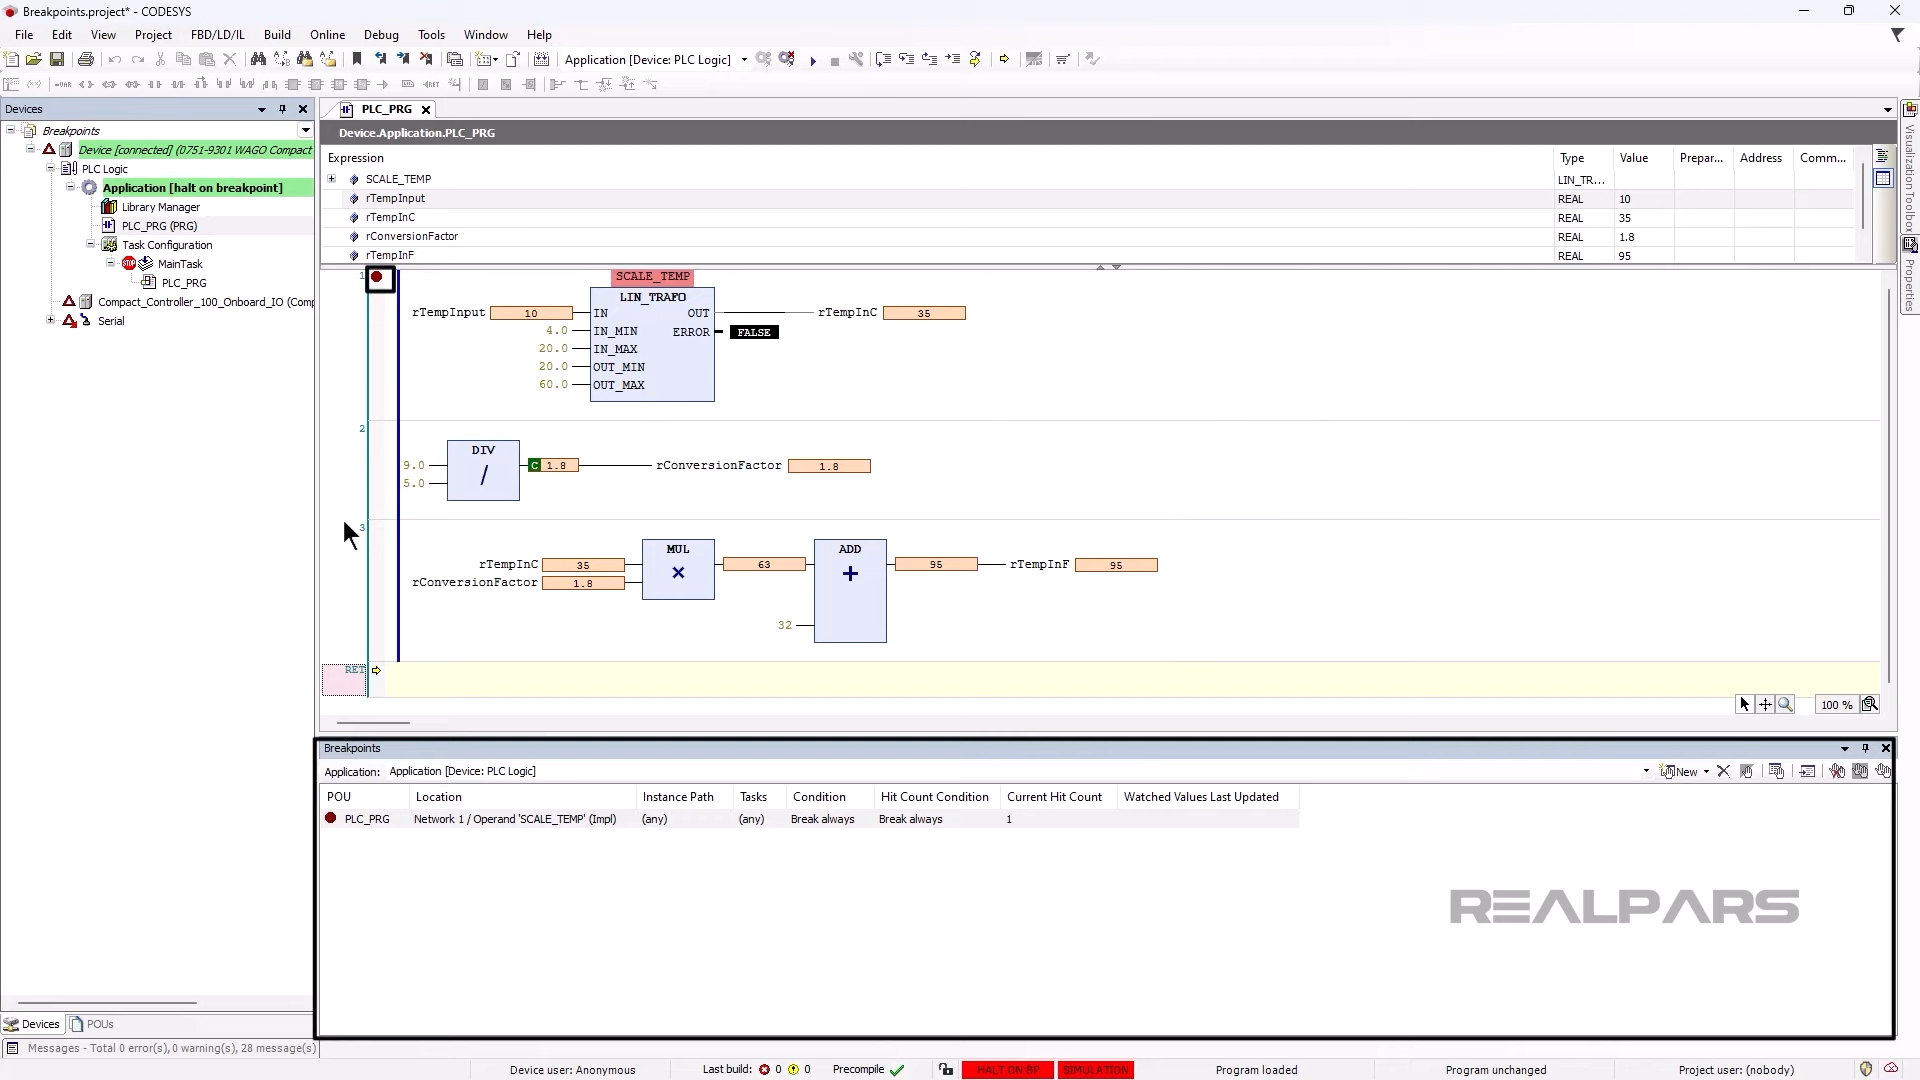 Breakpoints.project* - CODESYS
File Edit View Project FBD/LD/IL Build Online Debug Tools Window Help
Application [Device: PLC Logic]
Devices
PLC_PRG
Breakpoints
Device.Application.PLC_PRG
Device [connected] (0751-9301 WAGO Compact
Expression Type Value Prepar... Address Comm...
PLC Logic
SCALE_TEMP LIN_TR...
Application [halt on breakpoint]
rTempInput REAL 10
Library Manager
rTempInC REAL 35
PLC_PRG (PRG)
rConversionFactor REAL 1.8
Task Configuration
rTempInF REAL 95
MainTask
PLC_PRG
Compact_Controller_100_Onboard_IO (Comp
Serial
Visualization Toolbox
Properties
1
SCALE_TEMP
LIN_TRAFO
rTempInput 10 IN OUT rTempInC 35
4.0 IN_MIN ERROR FALSE
20.0 IN_MAX
20.0 OUT_MIN
60.0 OUT_MAX
2
DIV
9.0 / C 1.8 rConversionFactor 1.8
5.0
3
MUL ADD
rTempInC 35 × 63 + 95 rTempInF 95
rConversionFactor 1.8
32
RET
100 %
Breakpoints
Application: Application [Device: PLC Logic] New
POU Location Instance Path Tasks Condition Hit Count Condition Current Hit Count Watched Values Last Updated
PLC_PRG Network 1 / Operand 'SCALE_TEMP' (Impl) (any) (any) Break always Break always 1
REALPARS
Devices POUs
Messages - Total 0 error(s), 0 warning(s), 28 message(s)
Device user: Anonymous Last build: 0 0 Precompile HALT ON BP SIMULATION Program loaded Program unchanged Project user: (nobody)